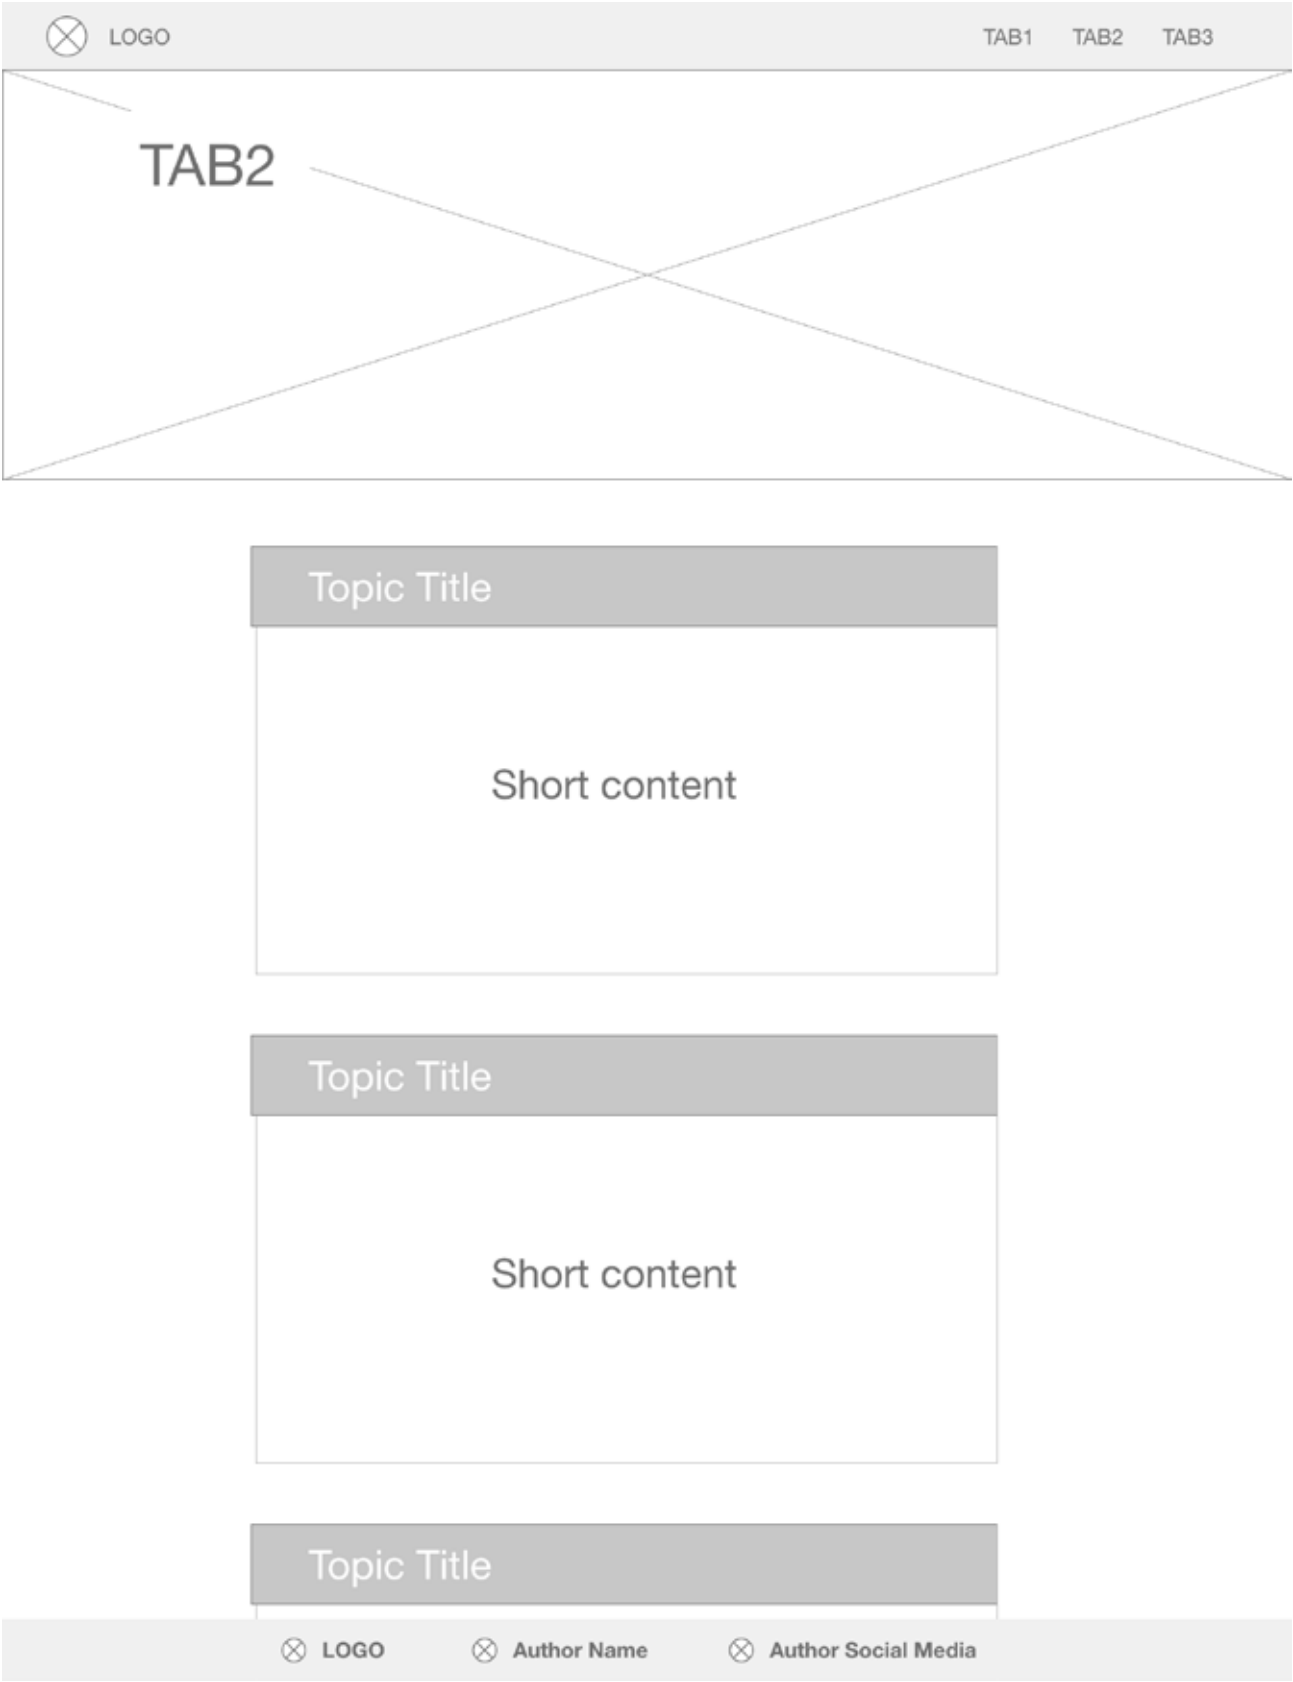 LOGO TAB1 TAB2 TAB3
TAB2
Topic Title
Short content
Topic Title
Short content
Topic Title
LOGO Author Name Author Social Media